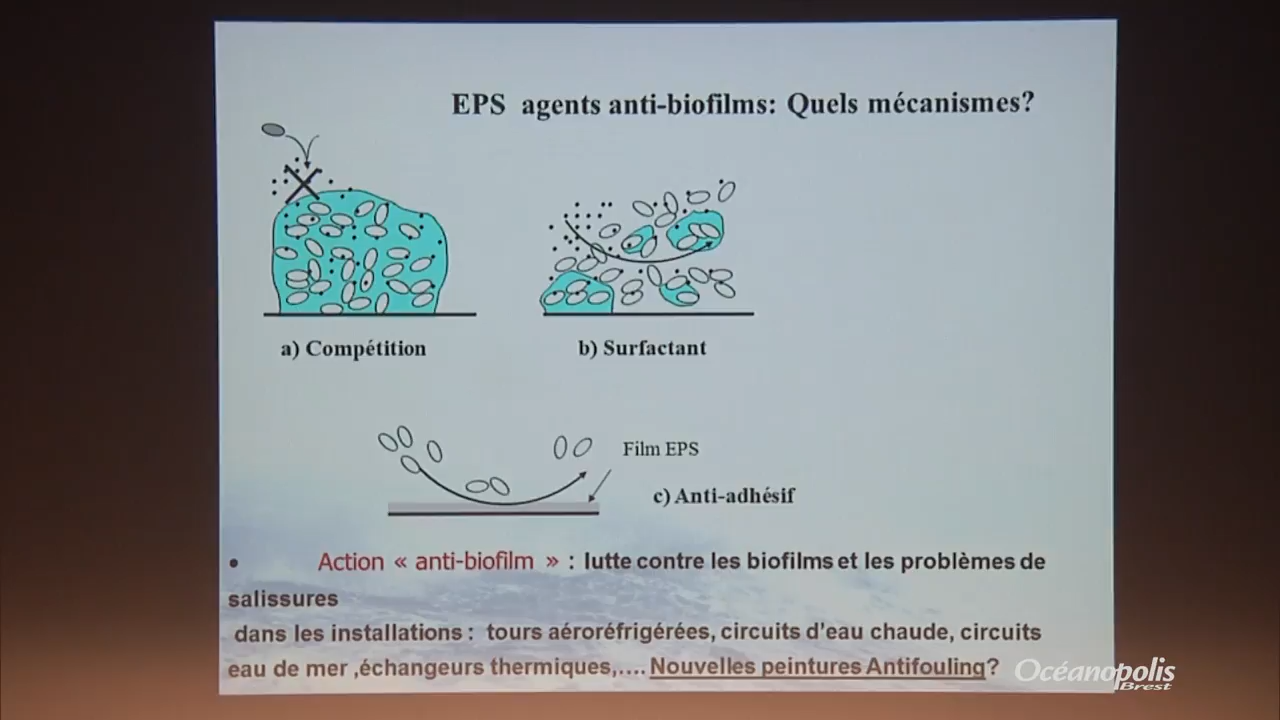 EPS agents anti-biofilms: Quels mécanismes?
a) Compétition
b) Surfactant
Film EPS
c) Anti-adhésif
• Action « anti-biofilm » : lutte contre les biofilms et les problèmes de
salissures
dans les installations : tours aéroréfrigérées, circuits d'eau chaude, circuits
eau de mer ,échangeurs thermiques,.... Nouvelles peintures Antifouling?
Océanopolis
Brest